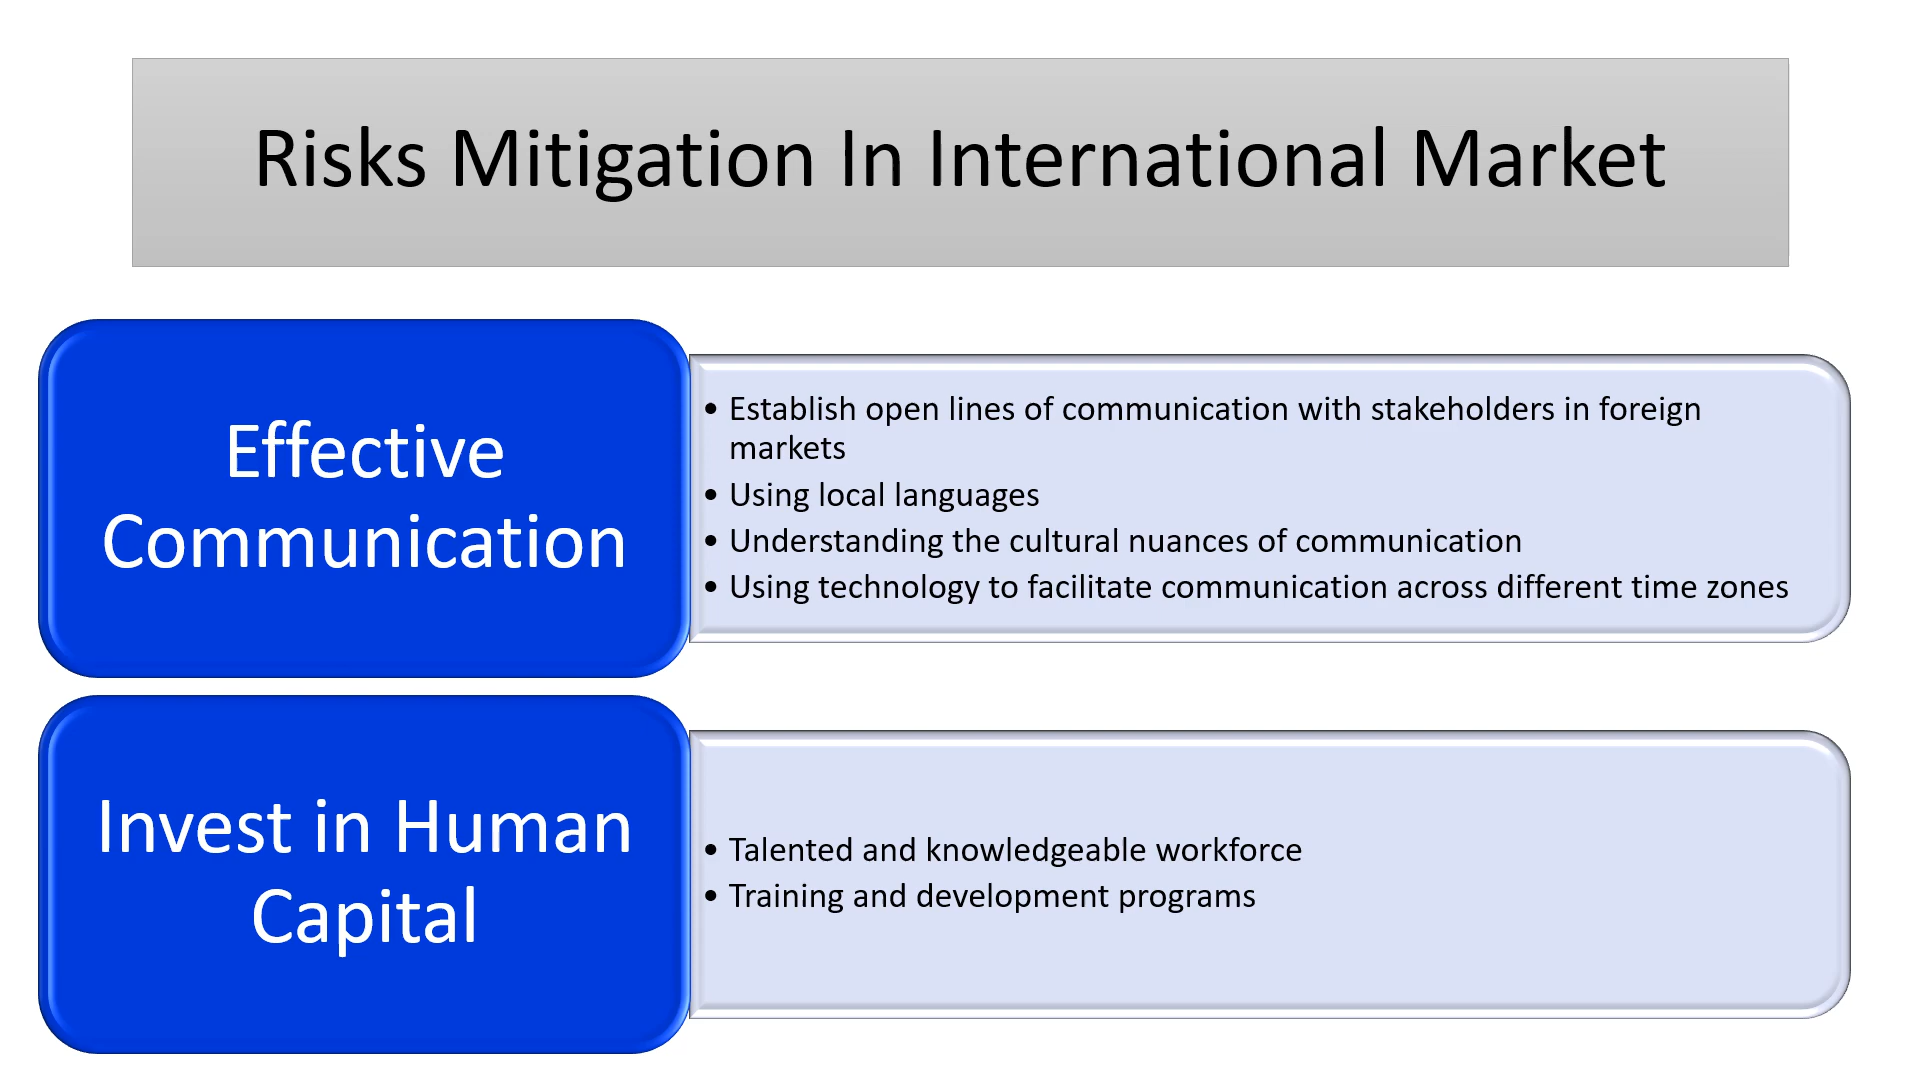 Risks Mitigation In International Market
Effective
Communication
• Establish open lines of communication with stakeholders in foreign
markets
• Using local languages
• Understanding the cultural nuances of communication
• Using technology to facilitate communication across different time zones
Invest in Human
Capital
• Talented and knowledgeable workforce
• Training and development programs